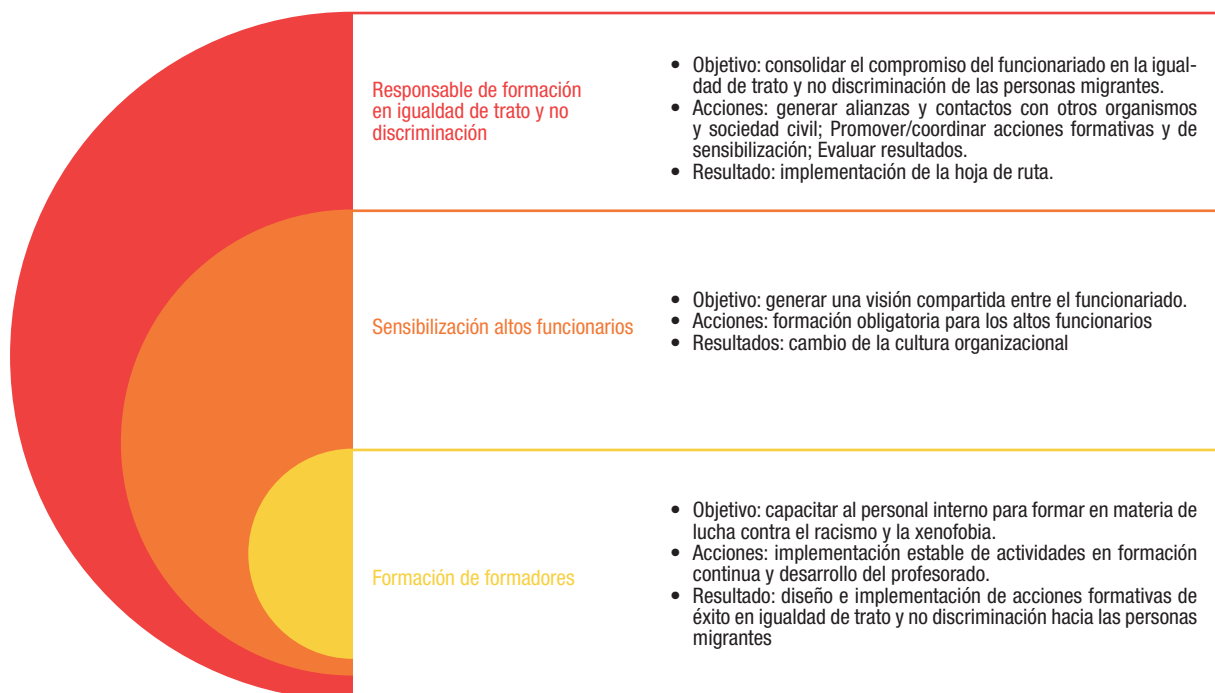 Responsable de formación
en igualdad de trato y no
discriminación
• Objetivo: consolidar el compromiso del funcionariado en la igual-
dad de trato y no discriminación de las personas migrantes.
• Acciones: generar alianzas y contactos con otros organismos
y sociedad civil; Promover/coordinar acciones formativas y de
sensibilización; Evaluar resultados.
• Resultado: implementación de la hoja de ruta.
Sensibilización altos funcionarios
• Objetivo: generar una visión compartida entre el funcionariado.
• Acciones: formación obligatoria para los altos funcionarios
• Resultados: cambio de la cultura organizacional
Formación de formadores
• Objetivo: capacitar al personal interno para formar en materia de
lucha contra el racismo y la xenofobia.
• Acciones: implementación estable de actividades en formación
continua y desarrollo del profesorado.
• Resultado: diseño e implementación de acciones formativas de
éxito en igualdad de trato y no discriminación hacia las personas
migrantes